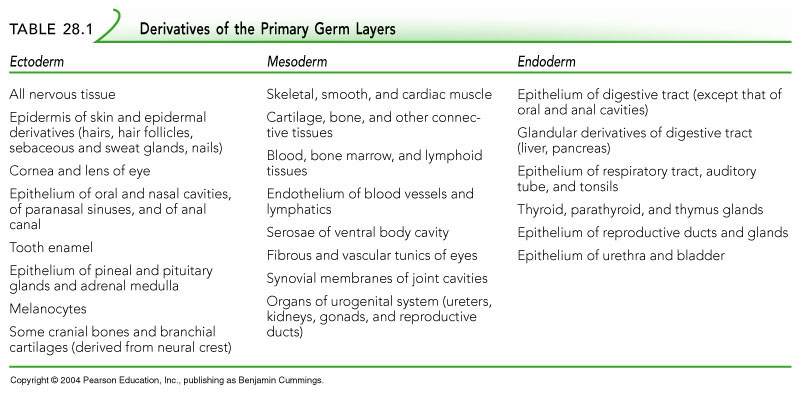 TABLE 28.1 Derivatives of the Primary Germ Layers
Ectoderm
All nervous tissue
Epidermis of skin and epidermal
derivatives (hairs, hair follicles,
sebaceous and sweat glands, nails)
Cornea and lens of eye
Epithelium of oral and nasal cavities,
of paranasal sinuses, and of anal
canal
Tooth enamel
Epithelium of pineal and pituitary
glands and adrenal medulla
Melanocytes
Some cranial bones and branchial
cartilages (derived from neural crest)
Mesoderm
Skeletal, smooth, and cardiac muscle
Cartilage, bone, and other connec-
tive tissues
Blood, bone marrow, and lymphoid
tissues
Endothelium of blood vessels and
lymphatics
Serosae of ventral body cavity
Fibrous and vascular tunics of eyes
Synovial membranes of joint cavities
Organs of urogenital system (ureters,
kidneys, gonads, and reproductive
ducts)
Endoderm
Epithelium of digestive tract (except that of
oral and anal cavities)
Glandular derivatives of digestive tract
(liver, pancreas)
Epithelium of respiratory tract, auditory
tube, and tonsils
Thyroid, parathyroid, and thymus glands
Epithelium of reproductive ducts and glands
Epithelium of urethra and bladder
Copyright © 2004 Pearson Education, Inc., publishing as Benjamin Cummings.